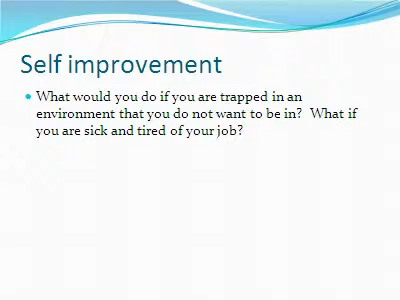 Self improvement
What would you do if you are trapped in an
environment that you do not want to be in?  What if
you are sick and tired of your job?